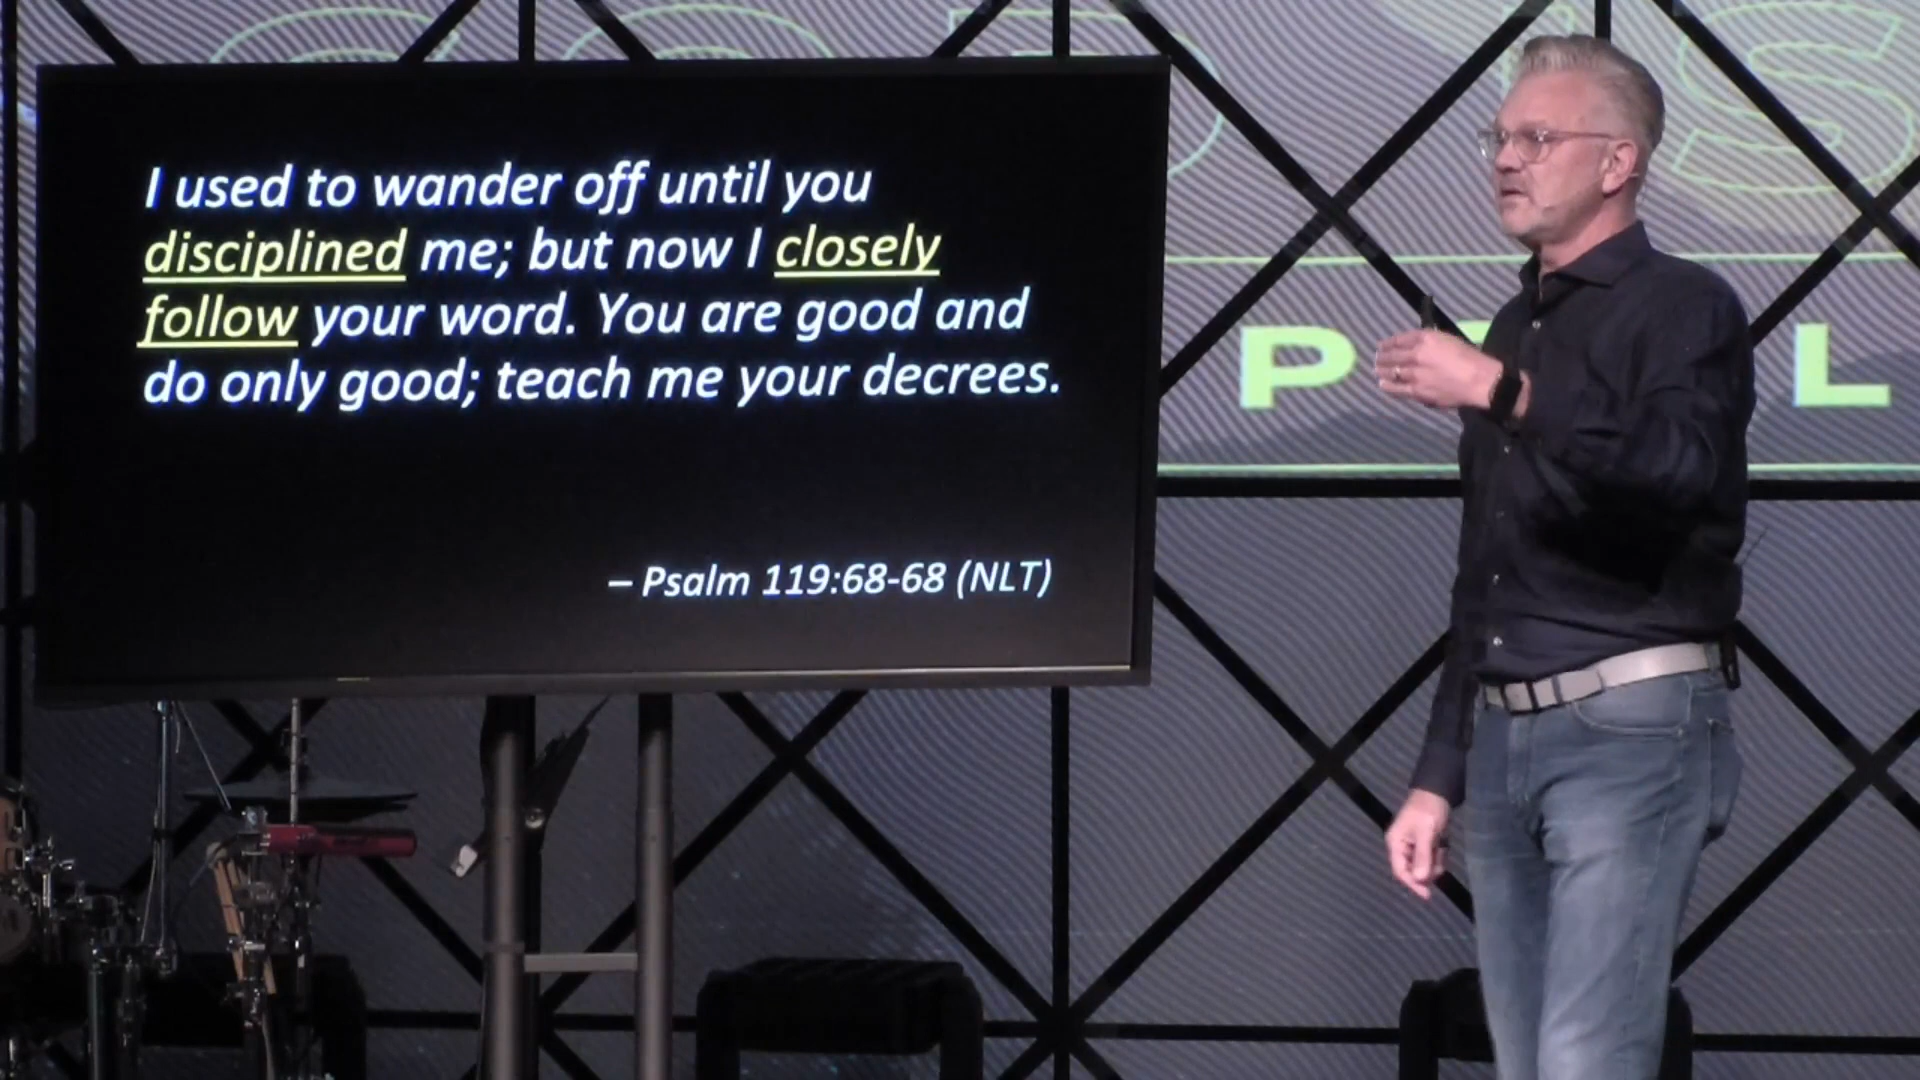 I used to wander off until you
disciplined me; but now I closely
follow your word. You are good and
do only good; teach me your decrees.
– Psalm 119:68-68 (NLT)